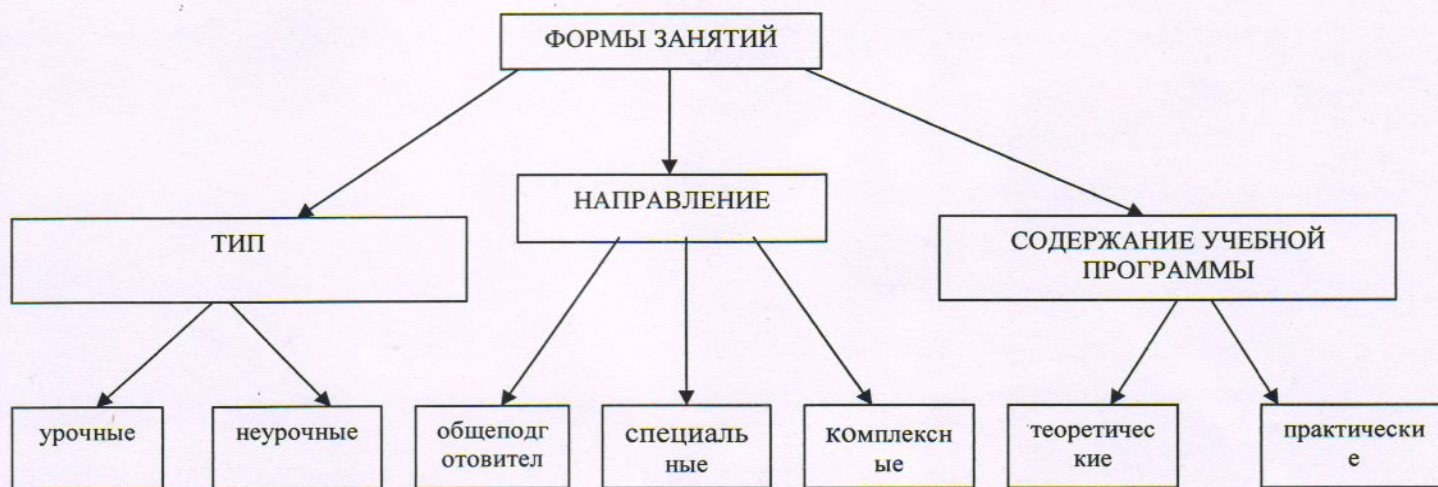 ФОРМЫ ЗАНЯТИЙ
ТИП
НАПРАВЛЕНИЕ
СОДЕРЖАНИЕ УЧЕБНОЙ
ПРОГРАММЫ
урочные
неурочные
общеподг
отовител
специаль
ные
комплексн
ые
теоретичес
кие
практически
е